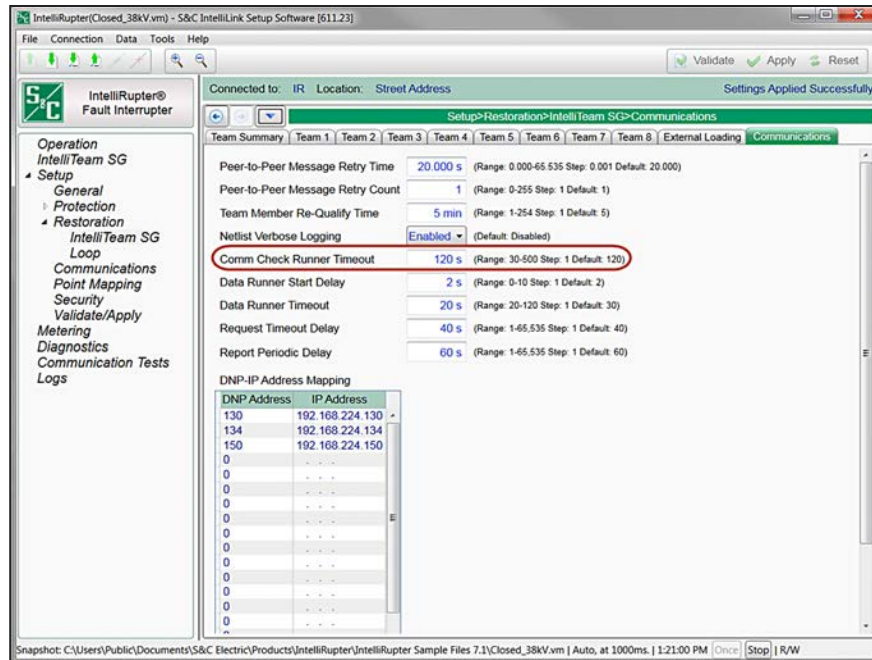 IntelliRupter(Closed_38kV.vm) - S&C IntelliLink Setup Software [611.23]
File Connection Data Tools Help
Validate Apply Reset
S&C
IntelliRupter®
Fault Interrupter
Connected to: IR Location: Street Address Settings Applied Successfully
Setup>Restoration>IntelliTeam SG>Communications
Team Summary Team 1 Team 2 Team 3 Team 4 Team 5 Team 6 Team 7 Team 8 External Loading Communications
Operation
IntelliTeam SG
Setup
General
Protection
Restoration
IntelliTeam SG
Loop
Communications
Point Mapping
Security
Validate/Apply
Metering
Diagnostics
Communication Tests
Logs
Peer-to-Peer Message Retry Time 20.000 s (Range: 0.000-65.535 Step: 0.001 Default: 20.000)
Peer-to-Peer Message Retry Count 1 (Range: 0-255 Step: 1 Default: 1)
Team Member Re-Qualify Time 5 min (Range: 1-254 Step: 1 Default: 5)
Netlist Verbose Logging Enabled (Default: Disabled)
Comm Check Runner Timeout 120 s (Range: 30-500 Step: 1 Default: 120)
Data Runner Start Delay 2 s (Range: 0-10 Step: 1 Default: 2)
Data Runner Timeout 20 s (Range: 20-120 Step: 1 Default: 30)
Request Timeout Delay 40 s (Range: 1-65,535 Step: 1 Default: 40)
Report Periodic Delay 60 s (Range: 1-65,535 Step: 1 Default: 60)
DNP-IP Address Mapping
DNP Address IP Address
130 192.168.224.130
134 192.168.224.134
150 192.168.224.150
0 . . .
0 . . .
0 . . .
0 . . .
0 . . .
0 . . .
0 . . .
0 . . .
0 . . .
0 . . .
0 . . .
0 . . .
Snapshot: C:\Users\Public\Documents\S&C Electric\Products\IntelliRupter\IntelliRupter Sample Files 7.1\Closed_38kV.vm | Auto, at 1000ms. | 1:21:00 PM Once Stop | R/W